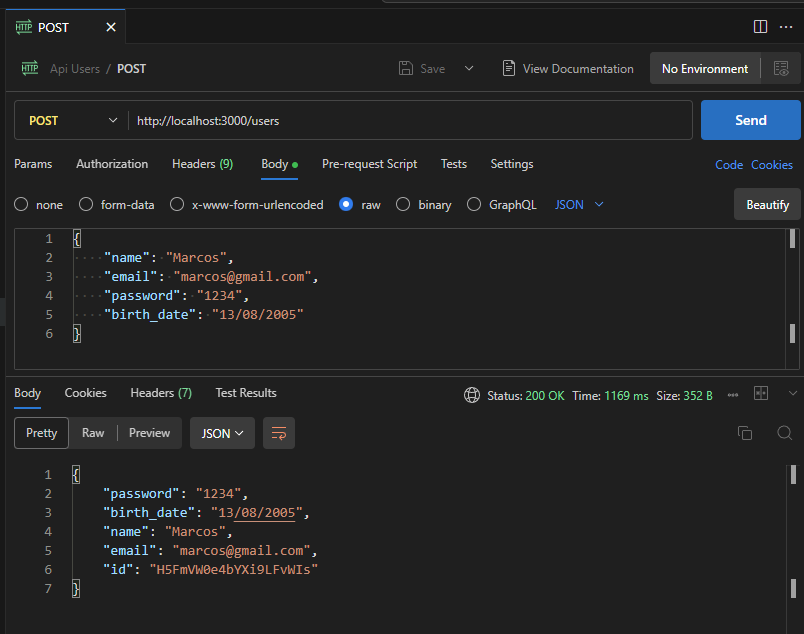 HTTP POST
HTTP Api Users / POST Save View Documentation No Environment
POST http://localhost:3000/users Send
Params Authorization Headers (9) Body Pre-request Script Tests Settings Code Cookies
none form-data x-www-form-urlencoded raw binary GraphQL JSON Beautify
1 {
2 "name": "Marcos",
3 "email": "marcos@gmail.com",
4 "password": "1234",
5 "birth_date": "13/08/2005"
6 }
Body Cookies Headers (7) Test Results Status: 200 OK Time: 1169 ms Size: 352 B
Pretty Raw Preview JSON
1 {
2 "password": "1234",
3 "birth_date": "13/08/2005",
4 "name": "Marcos",
5 "email": "marcos@gmail.com",
6 "id": "H5FmVW0e4bYXi9LFvWIs"
7 }